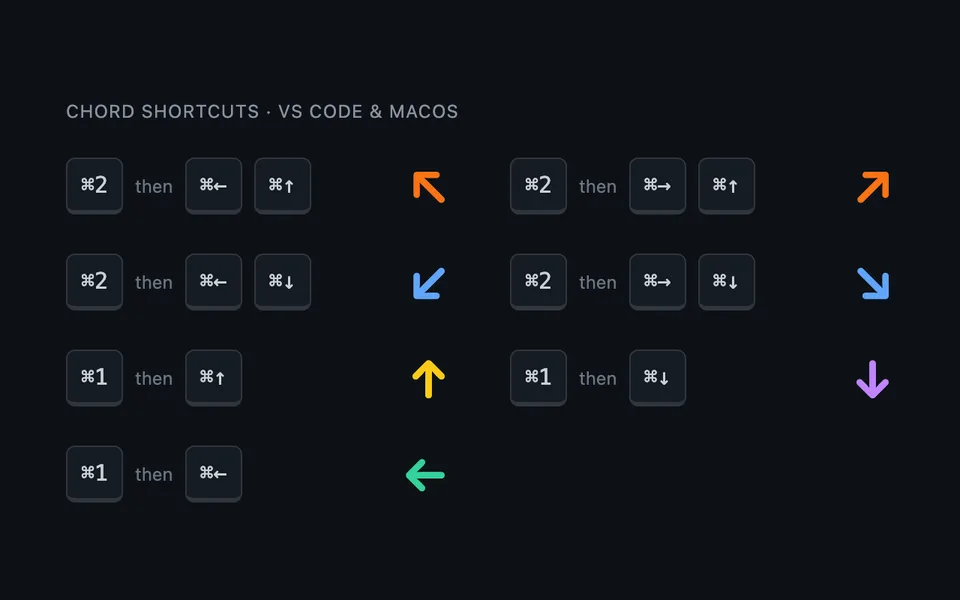 CHORD SHORTCUTS · VS CODE & MACOS
⌘2 then ⌘← ⌘↑ ↖ ⌘2 then ⌘→ ⌘↑ ↗
⌘2 then ⌘← ⌘↓ ↙ ⌘2 then ⌘→ ⌘↓ ↘
⌘1 then ⌘↑ ↑ ⌘1 then ⌘↓ ↓
⌘1 then ⌘← ←